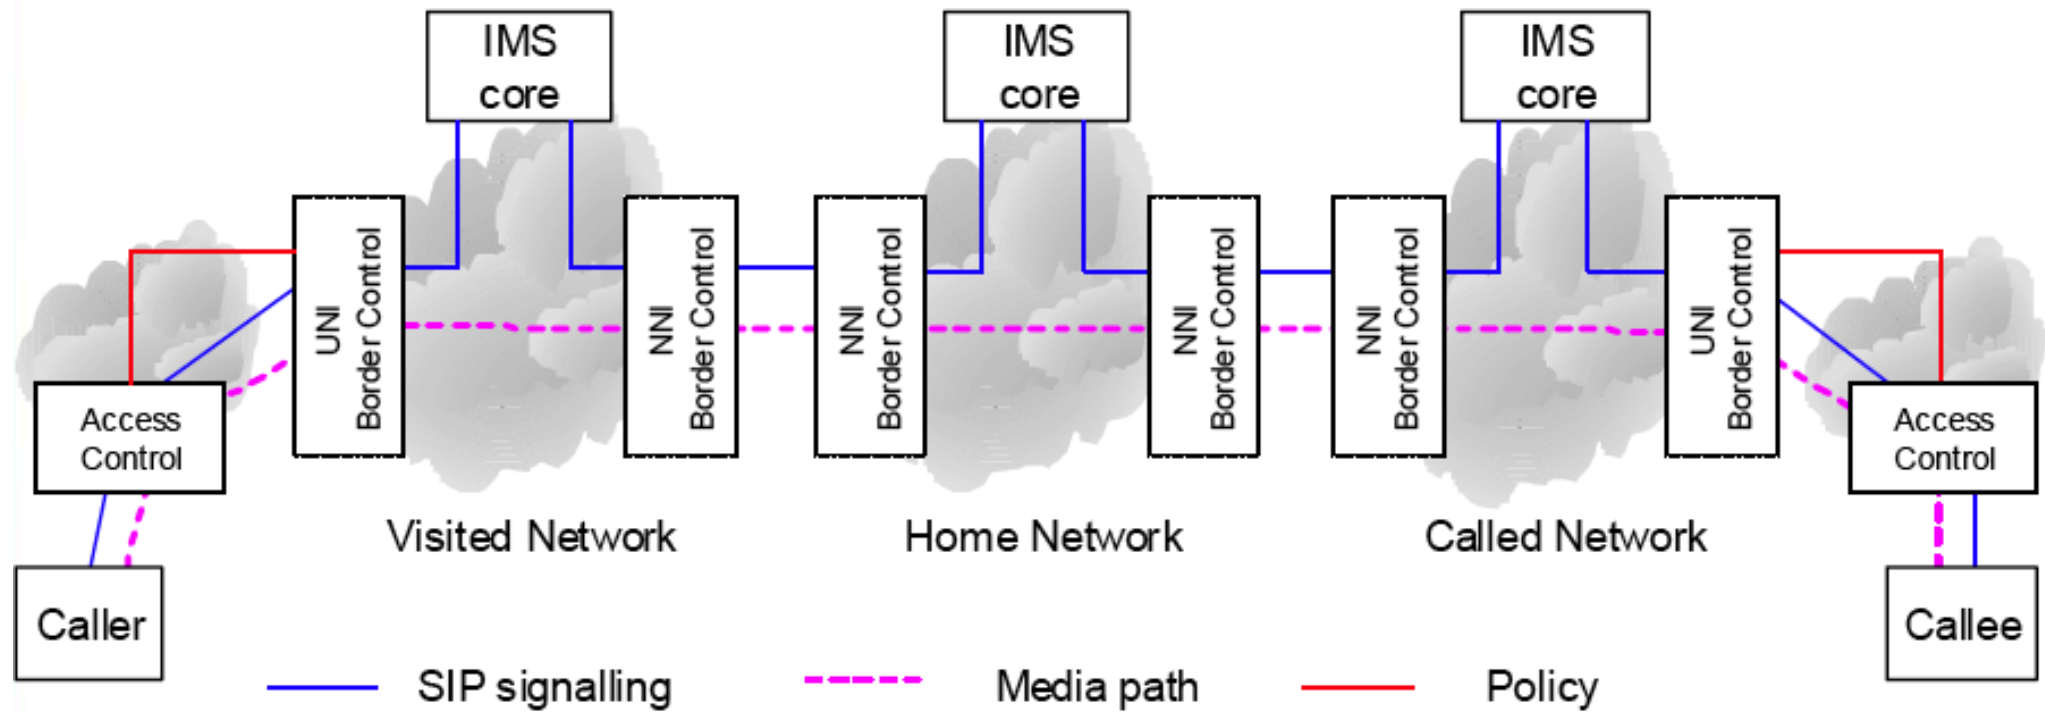 IMS
core
IMS
core
IMS
core
UNI
Border Control
NNI
Border Control
NNI
Border Control
NNI
Border Control
NNI
Border Control
UNI
Border Control
Access
Control
Access
Control
Visited Network
Home Network
Called Network
Caller
Callee
SIP signalling
Media path
Policy